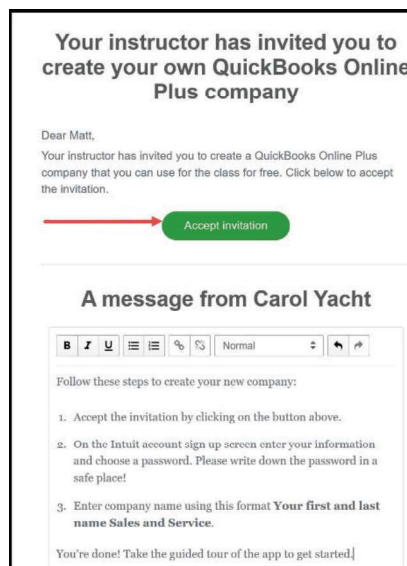 Your instructor has invited you to
create your own QuickBooks Online
Plus company
Dear Matt,
Your instructor has invited you to create a QuickBooks Online Plus
company that you can use for the class for free. Click below to accept
the invitation.
Accept invitation
A message from Carol Yacht
B I U Normal
Follow these steps to create your new company:
1. Accept the invitation by clicking on the button above.
2. On the Intuit account sign up screen enter your information
and choose a password. Please write down the password in a
safe place!
3. Enter company name using this format Your first and last
name Sales and Service.
You're done! Take the guided tour of the app to get started.